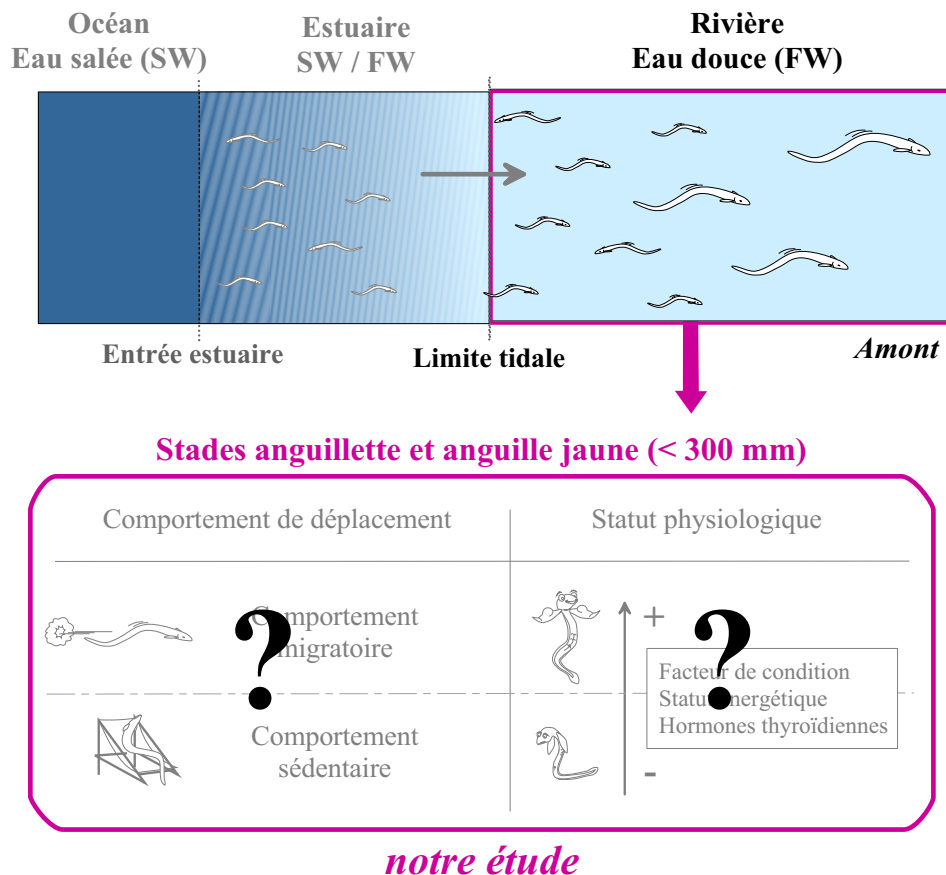 Océan
Eau salée (SW)
Estuaire
SW / FW
Rivière
Eau douce (FW)
Entrée estuaire
Limite tidale
Amont
Stades anguillette et anguille jaune (< 300 mm)
Comportement de déplacement
Statut physiologique
Comportement
migratoire
?
+
?
Facteur de condition
Statut énergétique
Hormones thyroïdiennes
Comportement
sédentaire
-
notre étude